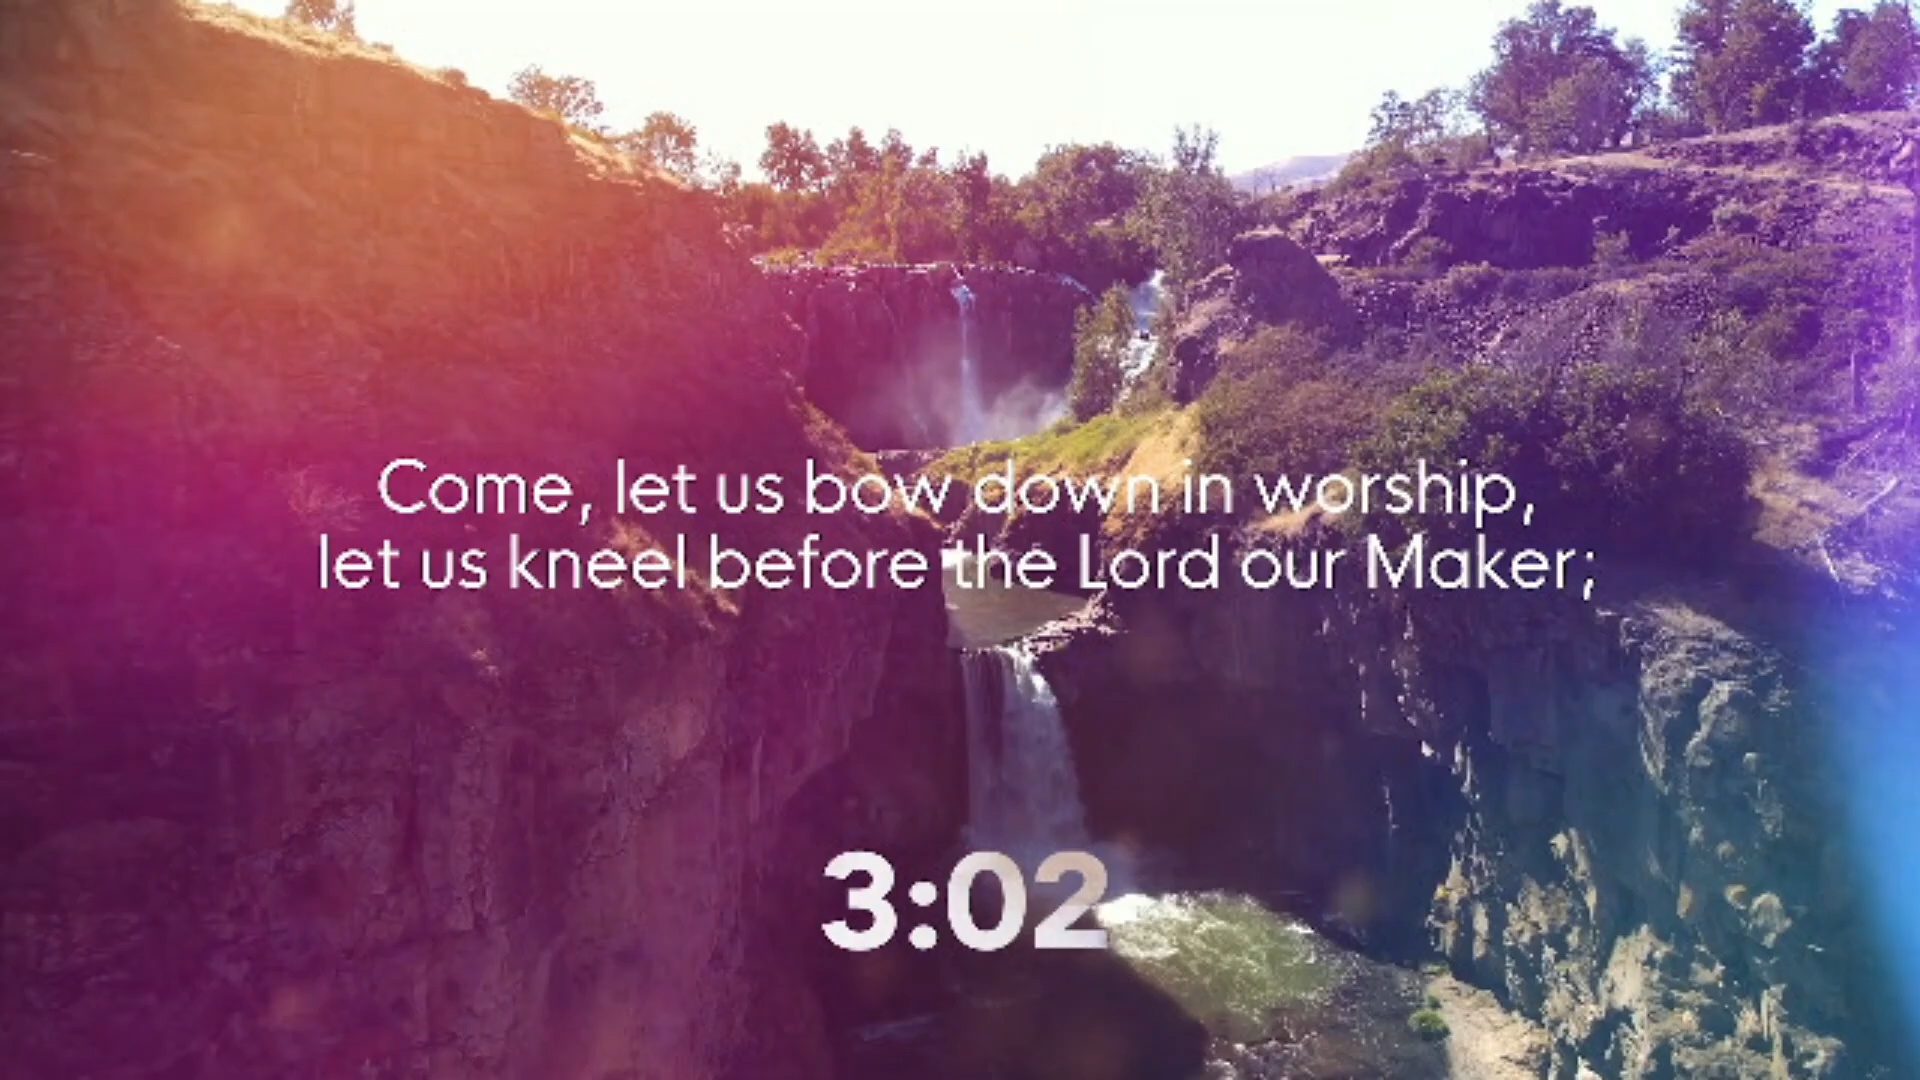 Come, let us bow down in worship,
let us kneel before the Lord our Maker;
3:02